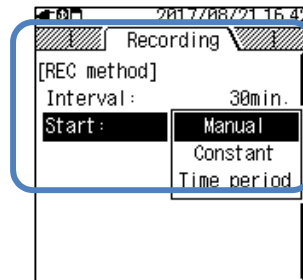 2017/08/21 16:4
Recording
[REC method]
Interval: 30min.
Start: Manual
Constant
Time period